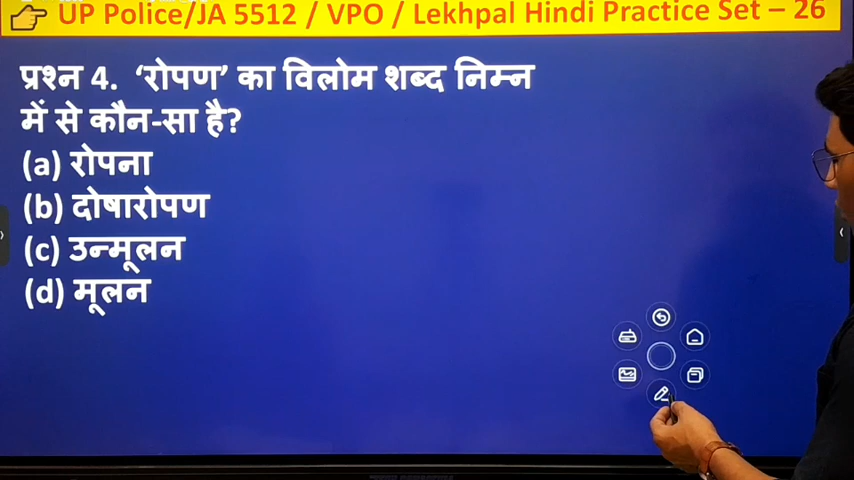 UP Police/JA 5512 / VPO / Lekhpal Hindi Practice Set – 26
प्रश्न 4. ‘रोपण’ का विलोम शब्द निम्न
में से कौन-सा है?
(a) रोपना
(b) दोषारोपण
(c) उन्मूलन
(d) मूलन